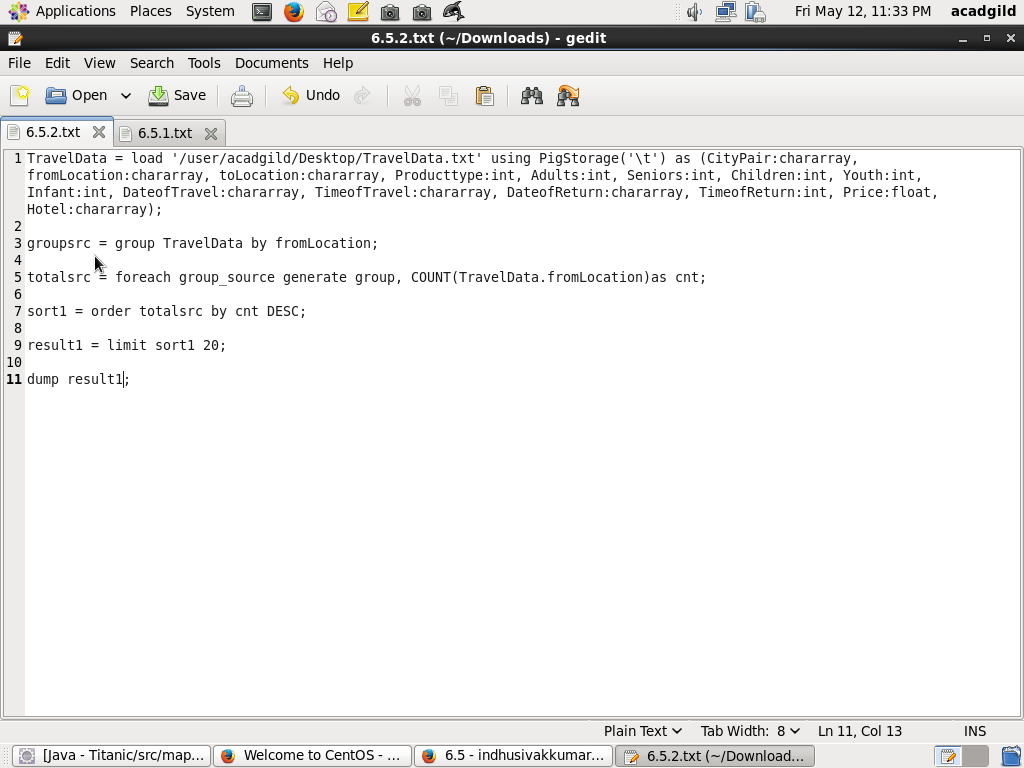 Applications Places System Fri May 12, 11:33 PM acadgild
6.5.2.txt (~/Downloads) - gedit
File Edit View Search Tools Documents Help
Open Save Undo
6.5.2.txt 6.5.1.txt
1 TravelData = load '/user/acadgild/Desktop/TravelData.txt' using PigStorage('\t') as (CityPair:chararray,
fromLocation:chararray, toLocation:chararray, Producttype:int, Adults:int, Seniors:int, Children:int, Youth:int,
Infant:int, DateofTravel:chararray, TimeofTravel:chararray, DateofReturn:chararray, TimeofReturn:int, Price:float,
Hotel:chararray);
2
3 groupsrc = group TravelData by fromLocation;
4
5 totalsrc = foreach group_source generate group, COUNT(TravelData.fromLocation)as cnt;
6
7 sort1 = order totalsrc by cnt DESC;
8
9 result1 = limit sort1 20;
10
11 dump result1;
Plain Text Tab Width: 8 Ln 11, Col 13 INS
[Java - Titanic/src/map... Welcome to CentOS - ... 6.5 - indhusivakkumar... 6.5.2.txt (~/Download...